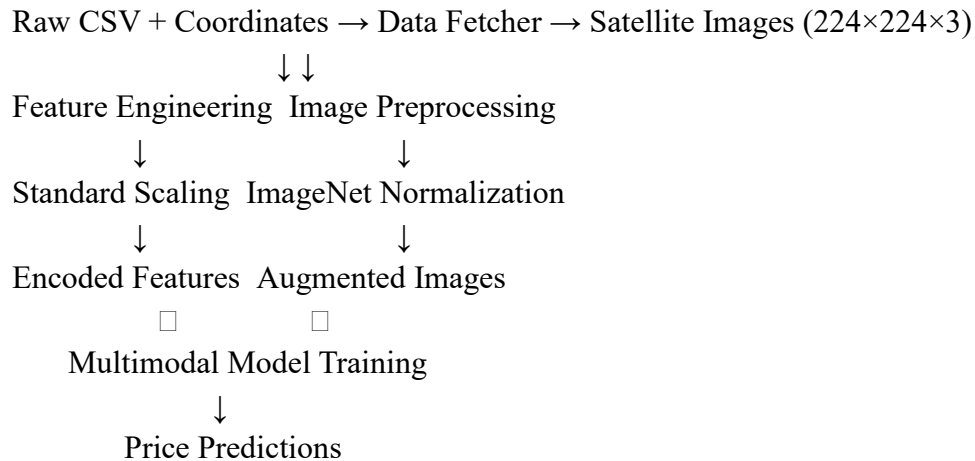 Raw CSV + Coordinates → Data Fetcher → Satellite Images (224×224×3)
↓ ↓
Feature Engineering Image Preprocessing
↓ ↓
Standard Scaling ImageNet Normalization
↓ ↓
Encoded Features Augmented Images
□ □
Multimodal Model Training
↓
Price Predictions